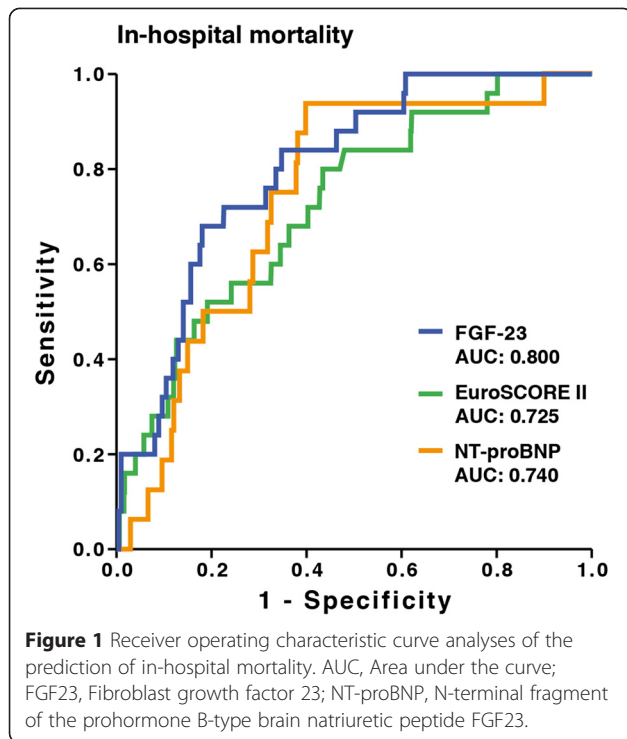 In-hospital mortality
1.0
0.8
0.6
0.4
0.2
0.0
Sensitivity
FGF-23
AUC: 0.800
EuroSCORE II
AUC: 0.725
NT-proBNP
AUC: 0.740
0.0 0.2 0.4 0.6 0.8 1.0
1 - Specificity
Figure 1 Receiver operating characteristic curve analyses of the
prediction of in-hospital mortality. AUC, Area under the curve;
FGF23, Fibroblast growth factor 23; NT-proBNP, N-terminal fragment
of the prohormone B-type brain natriuretic peptide FGF23.